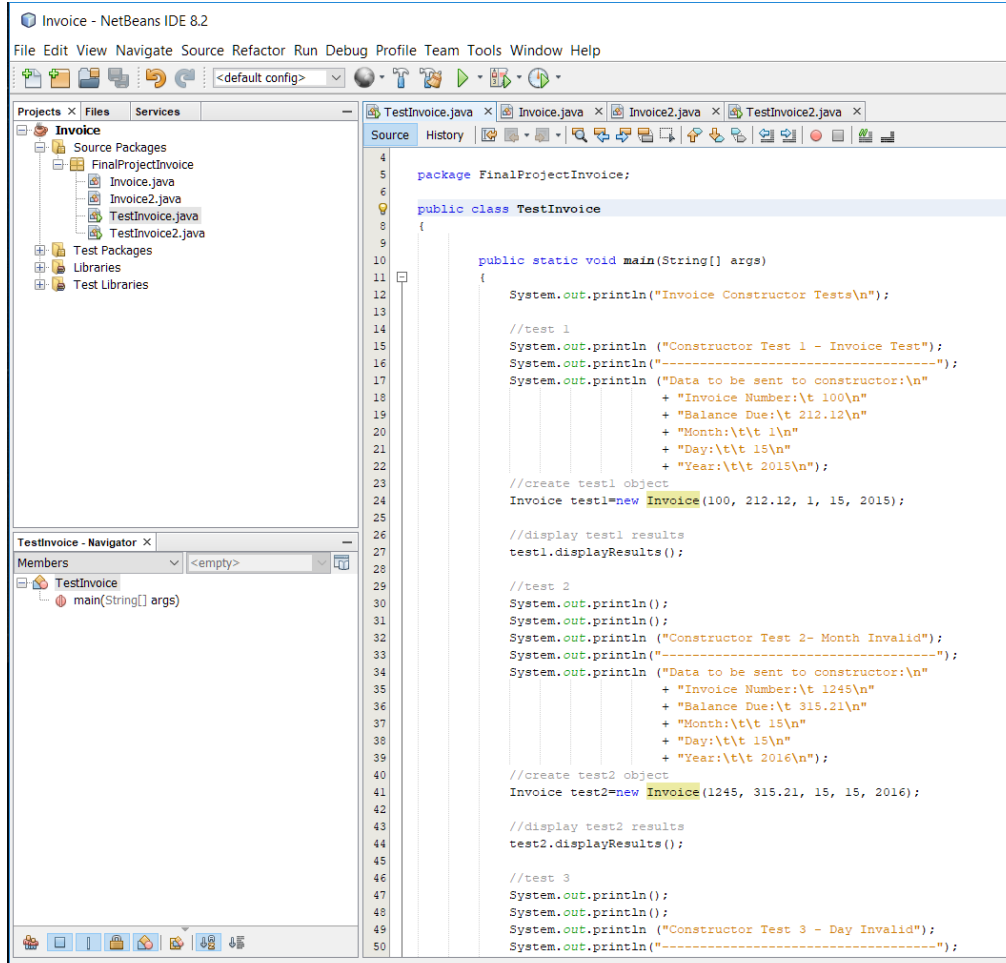 Invoice - NetBeans IDE 8.2
File Edit View Navigate Source Refactor Run Debug Profile Team Tools Window Help
<default config>
Projects Files Services
Invoice
Source Packages
FinalProjectInvoice
Invoice.java
Invoice2.java
TestInvoice.java
TestInvoice2.java
Test Packages
Libraries
Test Libraries
TestInvoice - Navigator
Members <empty>
TestInvoice
main(String[] args)
TestInvoice.java Invoice.java Invoice2.java TestInvoice2.java
Source History
4
5 package FinalProjectInvoice;
6
public class TestInvoice
8 {
9
10 public static void main(String[] args)
11 {
12 System.out.println("Invoice Constructor Tests\n");
13
14 //test 1
15 System.out.println ("Constructor Test 1 - Invoice Test");
16 System.out.println("------------------------------------");
17 System.out.println ("Data to be sent to constructor:\n"
18 + "Invoice Number:\t 100\n"
19 + "Balance Due:\t 212.12\n"
20 + "Month:\t\t 1\n"
21 + "Day:\t\t 15\n"
22 + "Year:\t\t 2015\n");
23 //create test1 object
24 Invoice test1=new Invoice(100, 212.12, 1, 15, 2015);
25
26 //display test1 results
27 test1.displayResults();
28
29 //test 2
30 System.out.println();
31 System.out.println();
32 System.out.println ("Constructor Test 2- Month Invalid");
33 System.out.println("------------------------------------");
34 System.out.println ("Data to be sent to constructor:\n"
35 + "Invoice Number:\t 1245\n"
36 + "Balance Due:\t 315.21\n"
37 + "Month:\t\t 15\n"
38 + "Day:\t\t 15\n"
39 + "Year:\t\t 2016\n");
40 //create test2 object
41 Invoice test2=new Invoice(1245, 315.21, 15, 15, 2016);
42
43 //display test2 results
44 test2.displayResults();
45
46 //test 3
47 System.out.println();
48 System.out.println();
49 System.out.println ("Constructor Test 3 - Day Invalid");
50 System.out.println("------------------------------------");